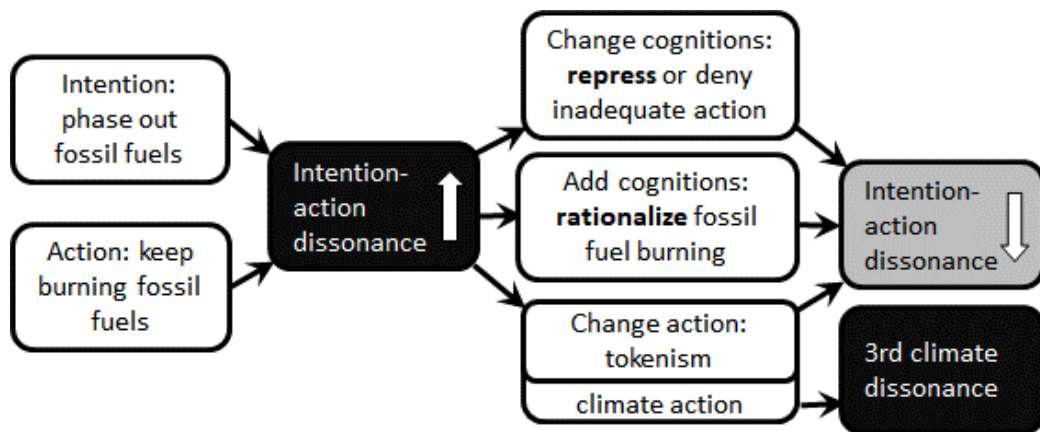 Intention:
phase out
fossil fuels
Action: keep
burning fossil
fuels
Intention-
action
dissonance
Change cognitions:
repress or deny
inadequate action
Add cognitions:
rationalize fossil
fuel burning
Change action:
tokenism
climate action
Intention-
action
dissonance
3rd climate
dissonance